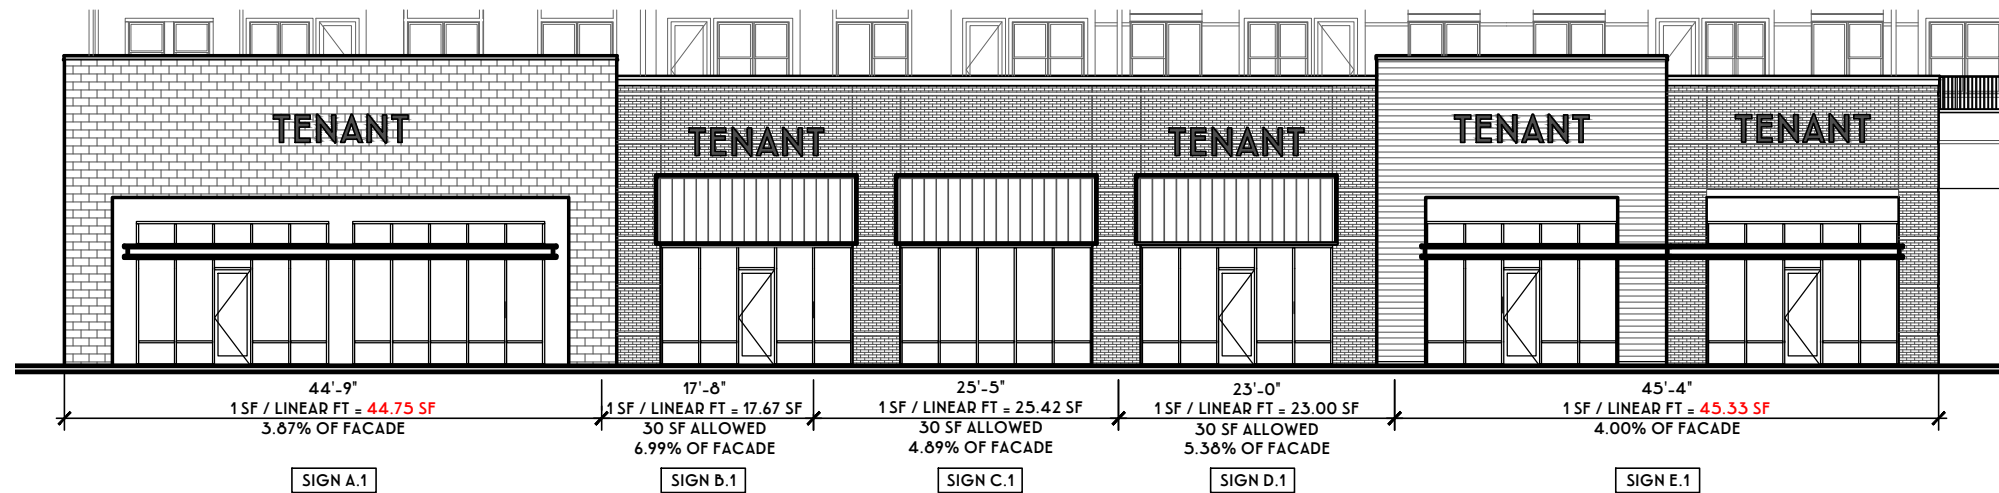 TENANT
TENANT
TENANT
TENANT
TENANT
44'-9"
1 SF / LINEAR FT = 44.75 SF
3.87% OF FACADE
SIGN A.1
17'-8"
1 SF / LINEAR FT = 17.67 SF
30 SF ALLOWED
6.99% OF FACADE
SIGN B.1
25'-5"
1 SF / LINEAR FT = 25.42 SF
30 SF ALLOWED
4.89% OF FACADE
SIGN C.1
23'-0"
1 SF / LINEAR FT = 23.00 SF
30 SF ALLOWED
5.38% OF FACADE
SIGN D.1
45'-4"
1 SF / LINEAR FT = 45.33 SF
4.00% OF FACADE
SIGN E.1